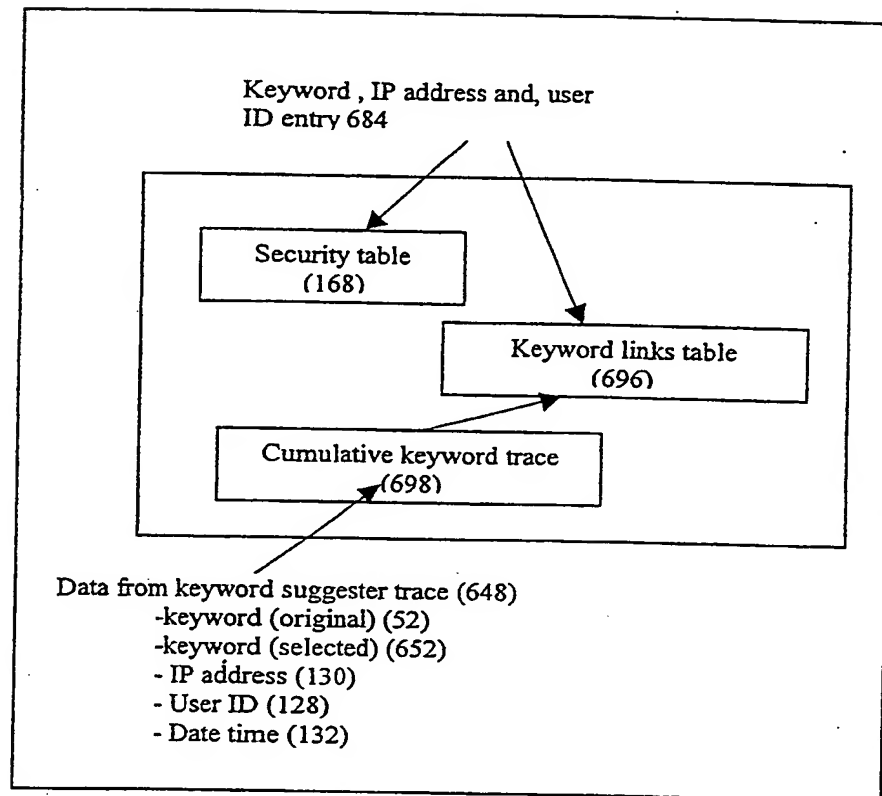 Keyword , IP address and, user
ID entry 684
Security table
(168)
Keyword links table
(696)
Cumulative keyword trace
(698)
Data from keyword suggester trace (648)
-keyword (original) (52)
-keyword (selected) (652)
- IP address (130)
- User ID (128)
- Date time (132)